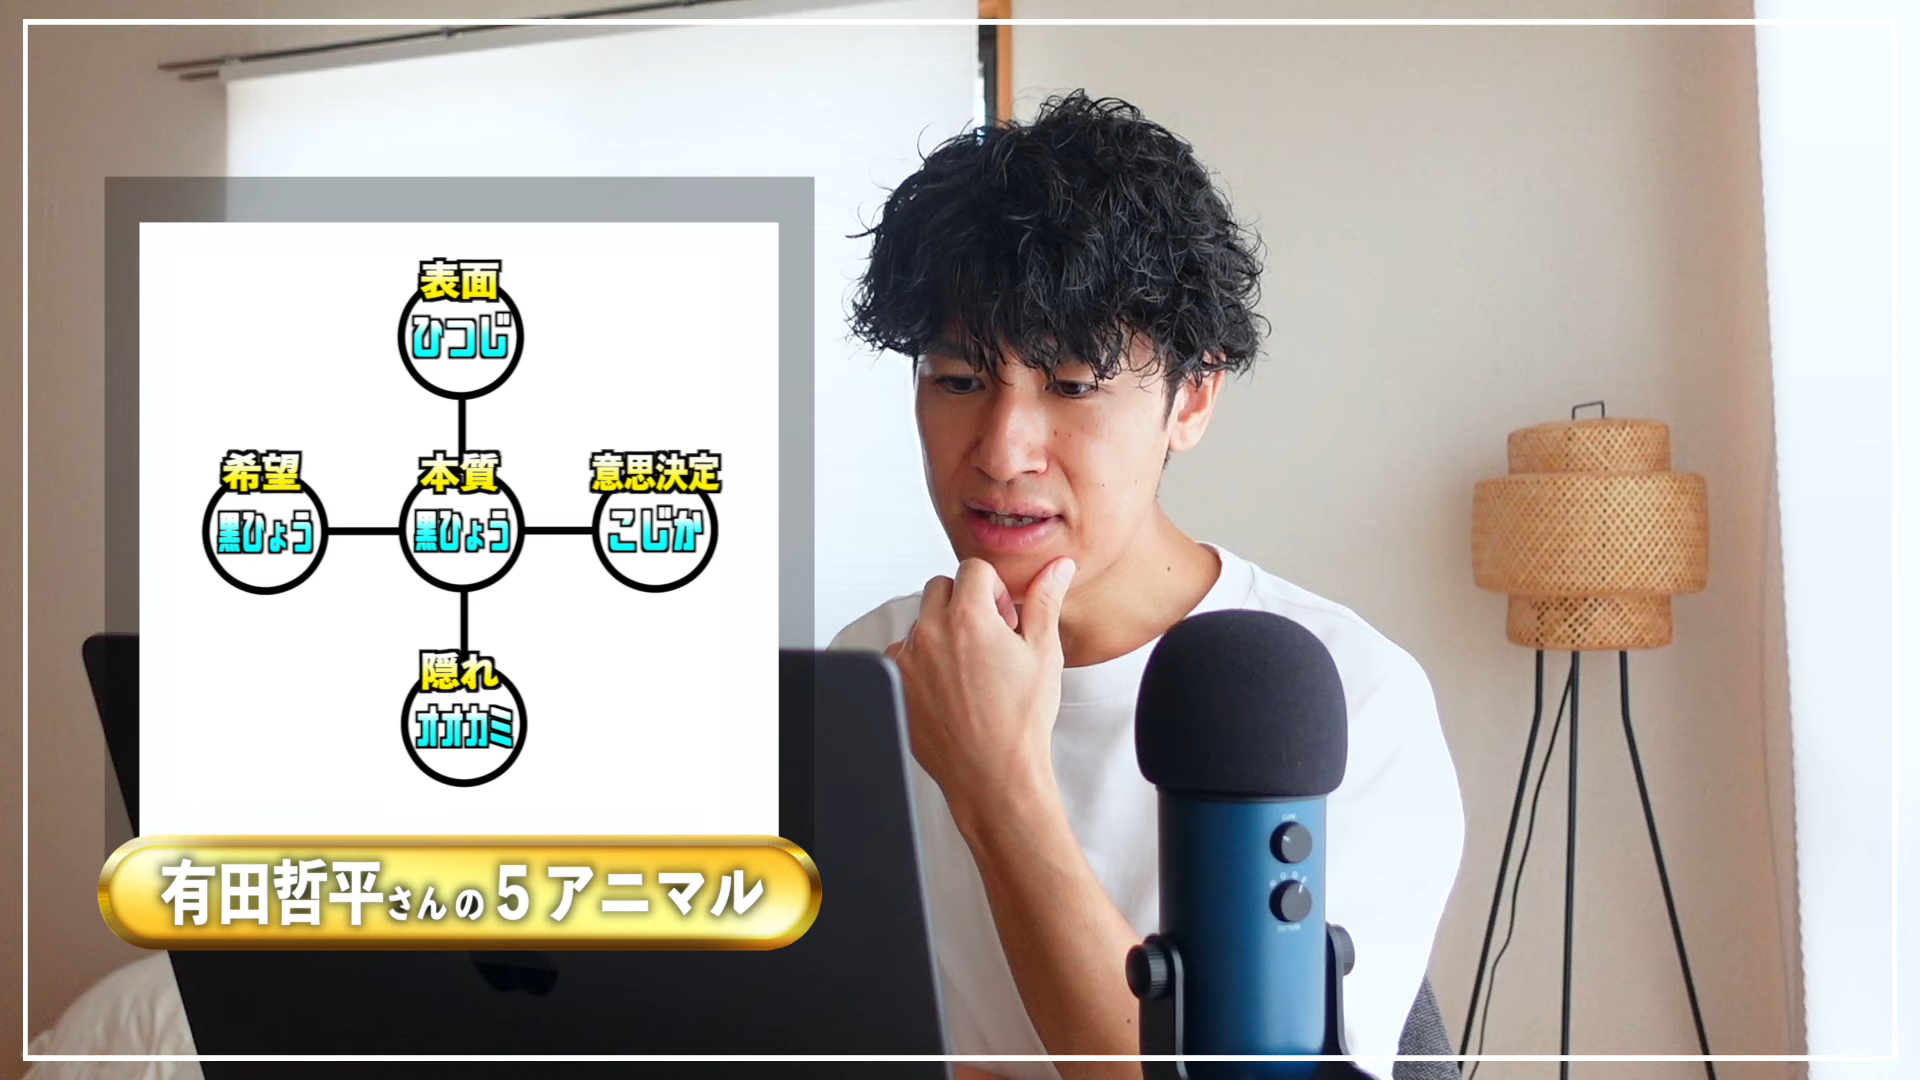 表面
ひつじ
希望
黒ひょう
本質
黒ひょう
意思決定
こじか
隠れ
オオカミ
有田哲平さんの5アニマル